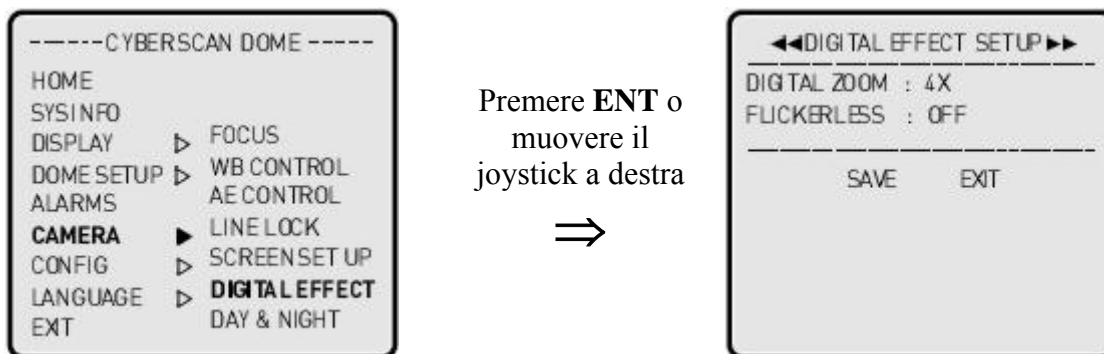 ------CYBERSCAN DOME-----
HOME
SYSINFO
DISPLAY ▷
DOME SETUP ▷
ALARMS
CAMERA ▶
CONFIG ▷
LANGUAGE ▷
EXIT
FOCUS
WB CONTROL
AE CONTROL
LINE LOCK
SCREEN SET UP
DIGITAL EFFECT
DAY & NIGHT
Premere ENT o
muovere il
joystick a destra
⇒
◀◀DIGITAL EFFECT SETUP▶▶
DIGITAL ZOOM : 4X
FLICKERLESS : OFF
SAVE EXIT